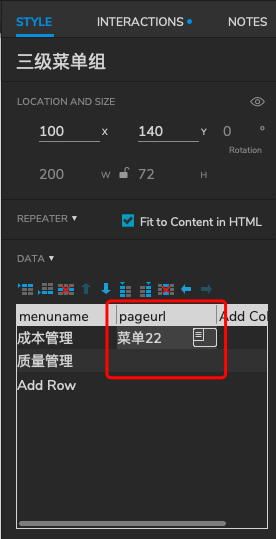 STYLE INTERACTIONS NOTES
三级菜单组
LOCATION AND SIZE
100 X 140 Y 0 °
Rotation
200 W 72 H
REPEATER Fit to Content in HTML
DATA
menuname pageurl Add Col
成本管理 菜单22
质量管理
Add Row